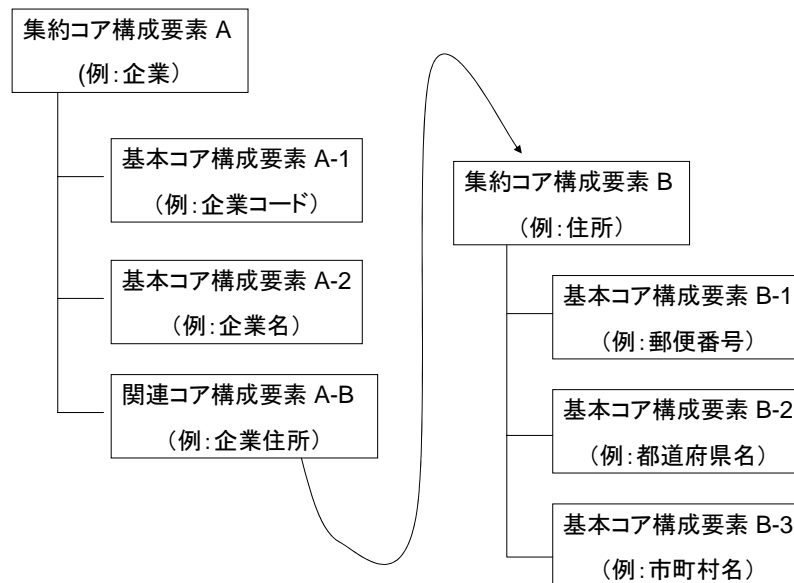 集約コア構成要素 A
(例：企業）
基本コア構成要素 A-1
（例：企業コード）
基本コア構成要素 A-2
（例：企業名）
関連コア構成要素 A-B
（例：企業住所）
集約コア構成要素 B
（例：住所）
基本コア構成要素 B-1
（例：郵便番号）
基本コア構成要素 B-2
（例：都道府県名）
基本コア構成要素 B-3
（例：市町村名）